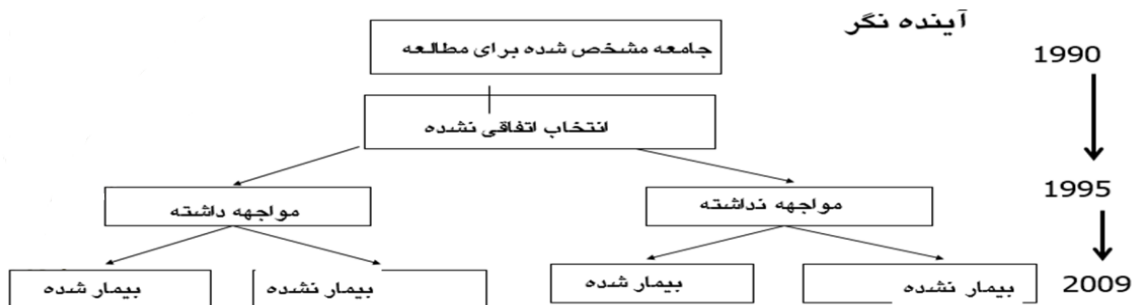 آینده نگر
جامعه مشخص شده برای مطالعه
1990
انتخاب اتفاقی نشده
مواجهه نداشته
مواجهه داشته
1995
بیمار نشده
بیمار شده
بیمار نشده
بیمار شده
2009